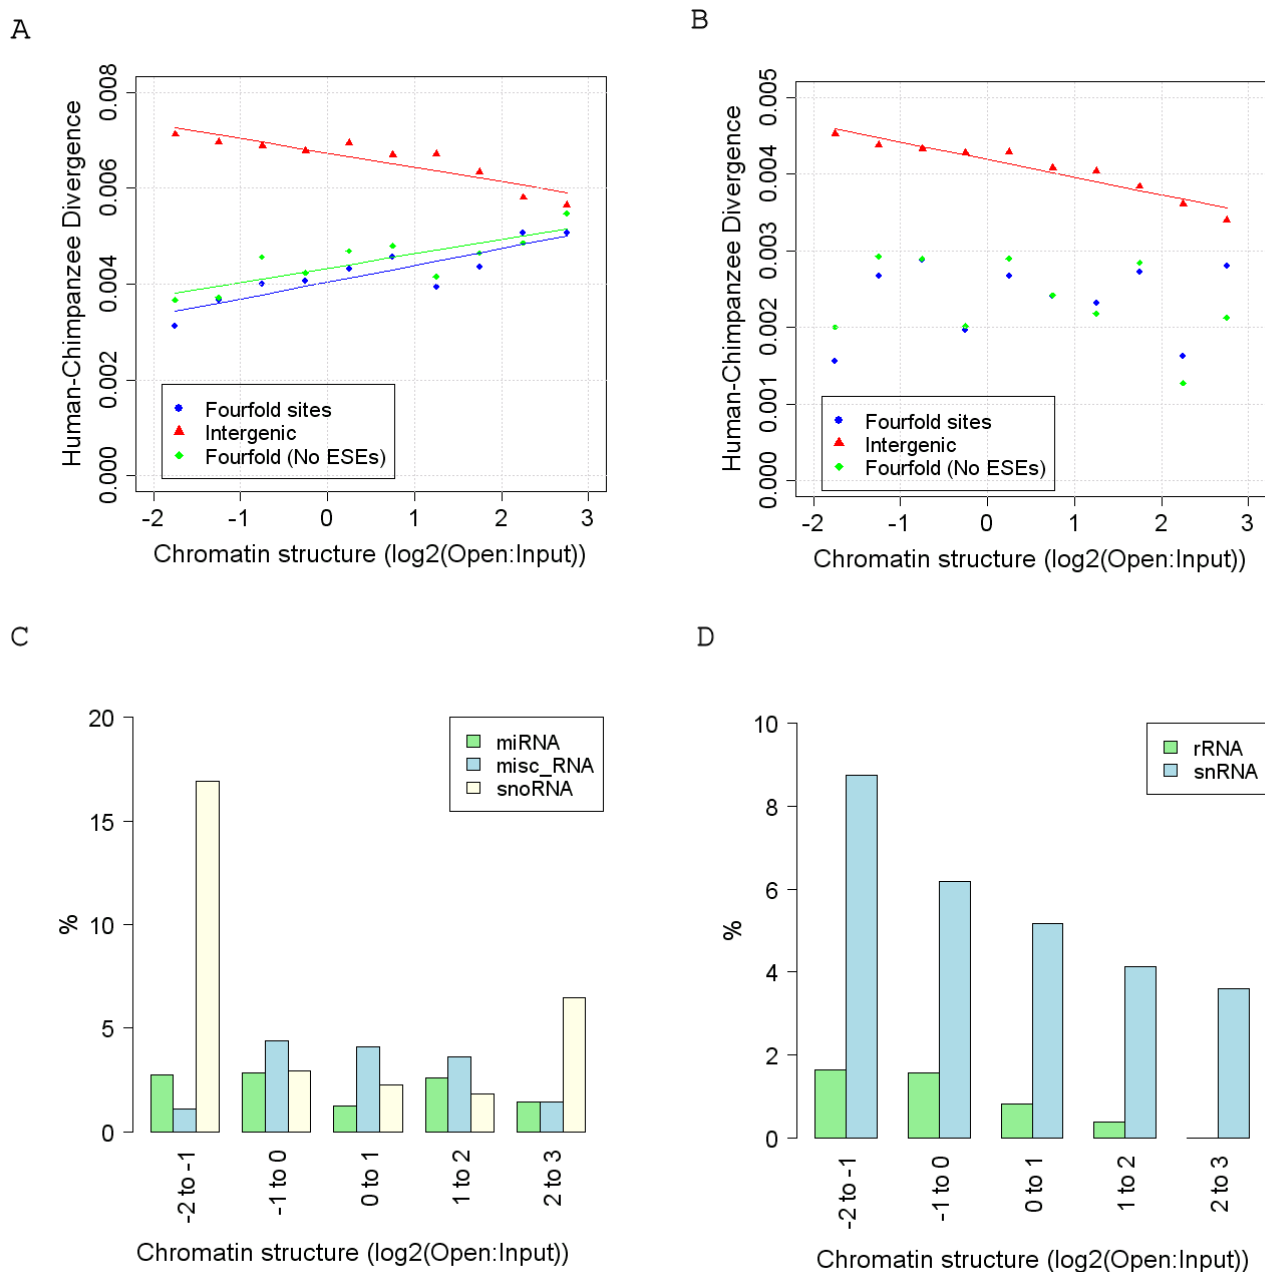 A
Human-Chimpanzee Divergence
0.000 0.002 0.004 0.006 0.008
Fourfold sites
Intergenic
Fourfold (No ESEs)
-2 -1 0 1 2 3
Chromatin structure (log2(Open:Input))
B
Human-Chimpanzee Divergence
0.000 0.001 0.002 0.003 0.004 0.005
Fourfold sites
Intergenic
Fourfold (No ESEs)
-2 -1 0 1 2 3
Chromatin structure (log2(Open:Input))
C
%
20
15
10
5
0
miRNA
misc_RNA
snoRNA
-2 to -1
-1 to 0
0 to 1
1 to 2
2 to 3
Chromatin structure (log2(Open:Input))
D
%
10
8
6
4
2
0
rRNA
snRNA
-2 to -1
-1 to 0
0 to 1
1 to 2
2 to 3
Chromatin structure (log2(Open:Input))